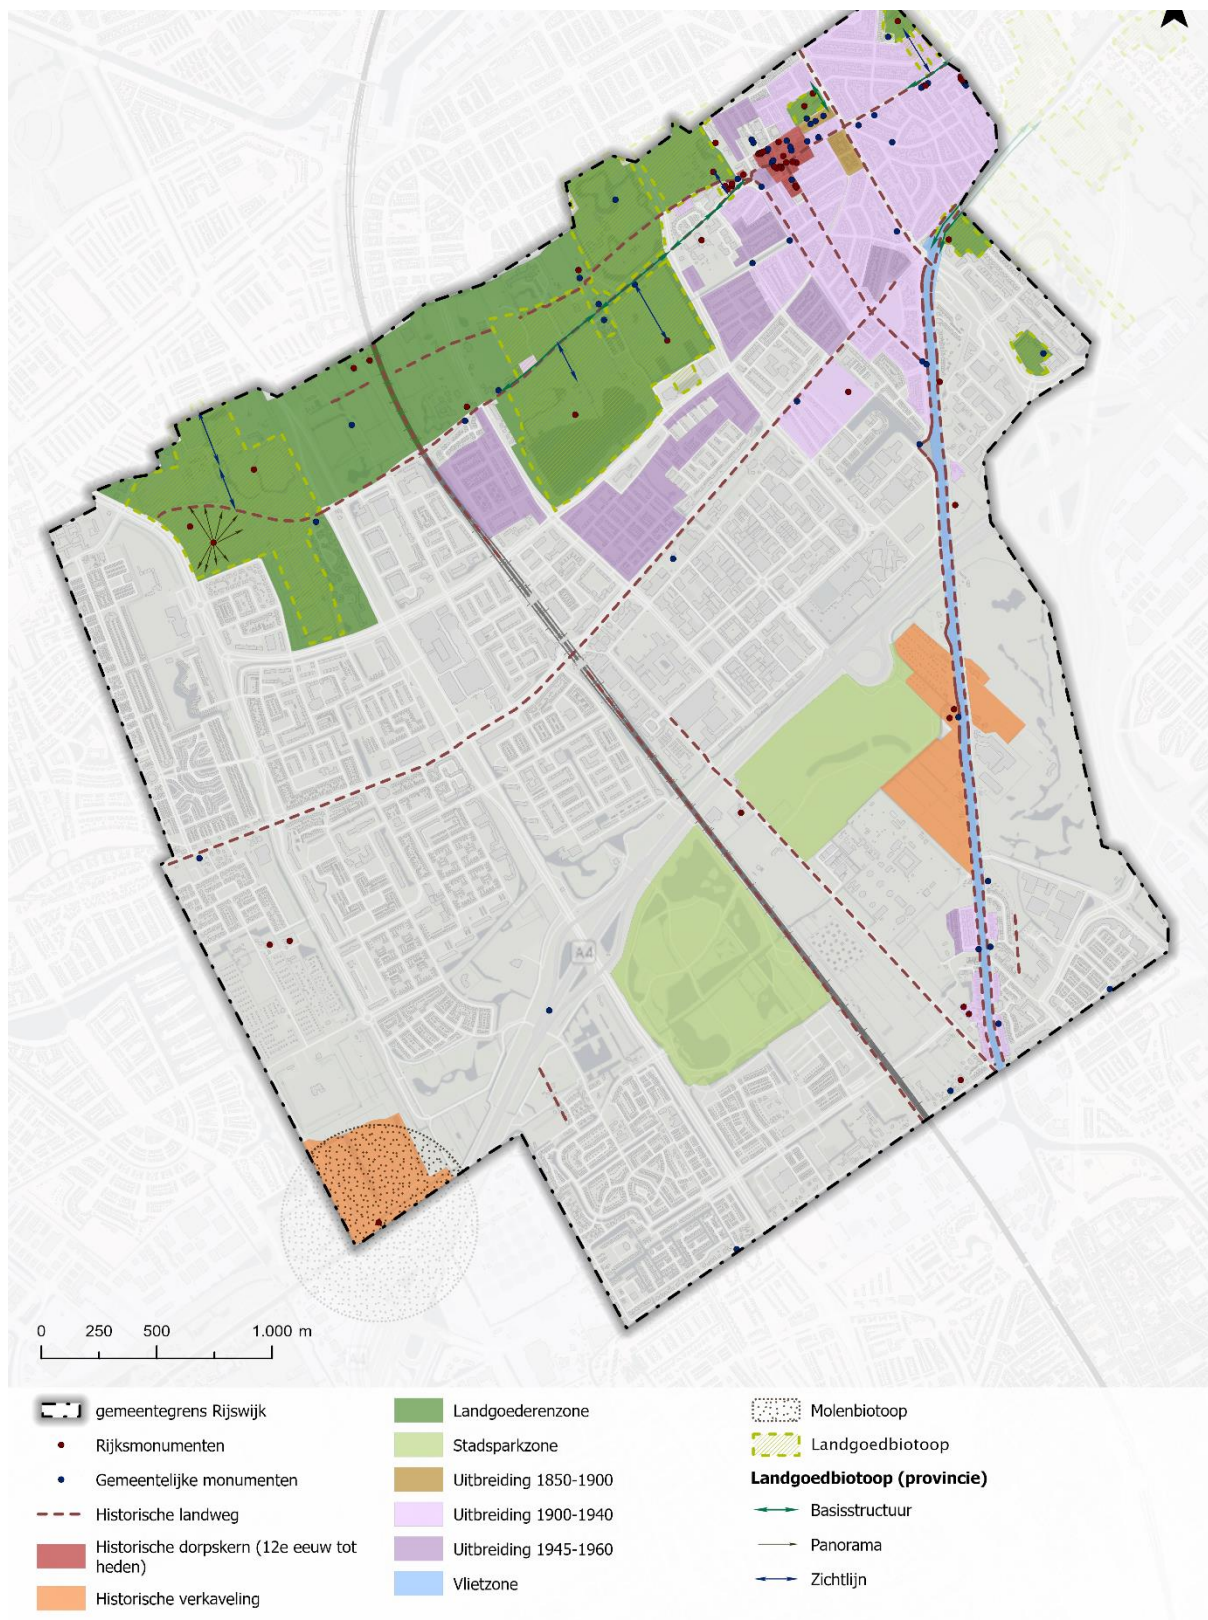 A4
0 250 500 1.000 m
gemeentegrens Rijswijk
Rijksmonumenten
Gemeentelijke monumenten
Historische landweg
Historische dorpskern (12e eeuw tot
heden)
Historische verkaveling
Landgoederenzone
Stadsparkzone
Uitbreiding 1850-1900
Uitbreiding 1900-1940
Uitbreiding 1945-1960
Vlietzone
Molenbiotoop
Landgoedbiotoop
Landgoedbiotoop (provincie)
Basisstructuur
Panorama
Zichtlijn